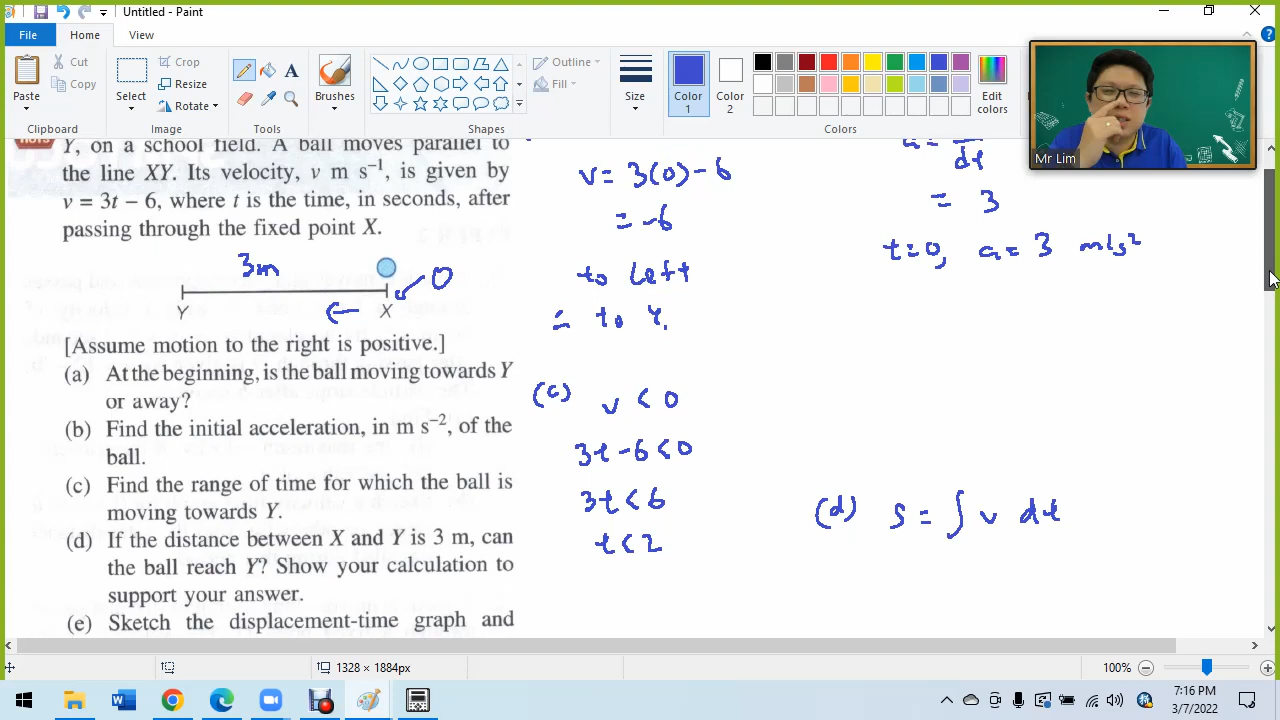 Untitled - Paint
File Home View
Paste
Cut
Copy
Clipboard
Select
Crop
Resize
Rotate
Image
A
Tools
Brushes
Shapes
Outline
Fill
Size
Color 1
Color 2
Edit colors
Colors
Mr Lim
Y, on a school field. A ball moves parallel to
the line XY. Its velocity, v m s⁻¹, is given by
v = 3t − 6, where t is the time, in seconds, after
passing through the fixed point X.
3m
0
←
Y X
[Assume motion to the right is positive.]
(a) At the beginning, is the ball moving towards Y
or away?
(b) Find the initial acceleration, in m s⁻², of the
ball.
(c) Find the range of time for which the ball is
moving towards Y.
(d) If the distance between X and Y is 3 m, can
the ball reach Y? Show your calculation to
support your answer.
(e) Sketch the displacement-time graph and
v = 3(0) - 6
= -6
to left
∴ to Y.
(c) v < 0
3t - 6 < 0
3t < 6
t < 2
dt
= 3
t=0, a = 3 m/s²
(d) s = ∫ v dt
1328 × 1884px
100%
7:16 PM
3/7/2022